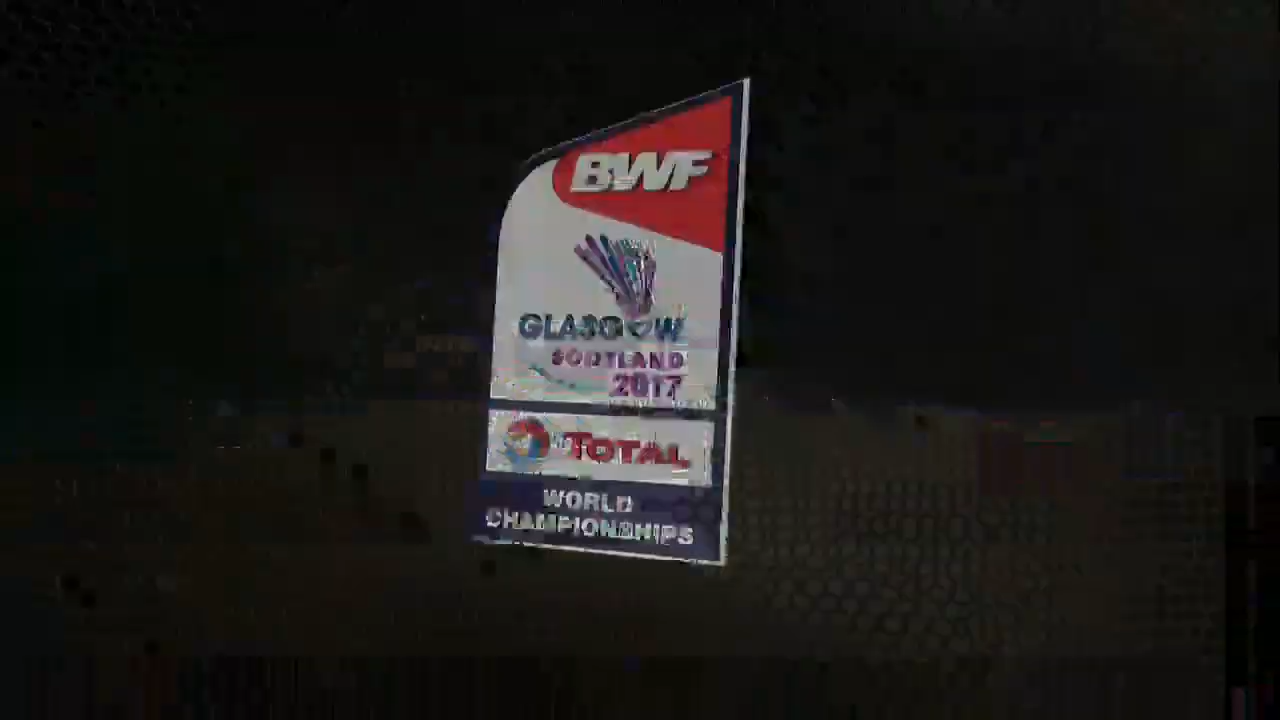 BWF
GLASGOW
SCOTLAND
2017
TOTAL
WORLD
CHAMPIONSHIPS